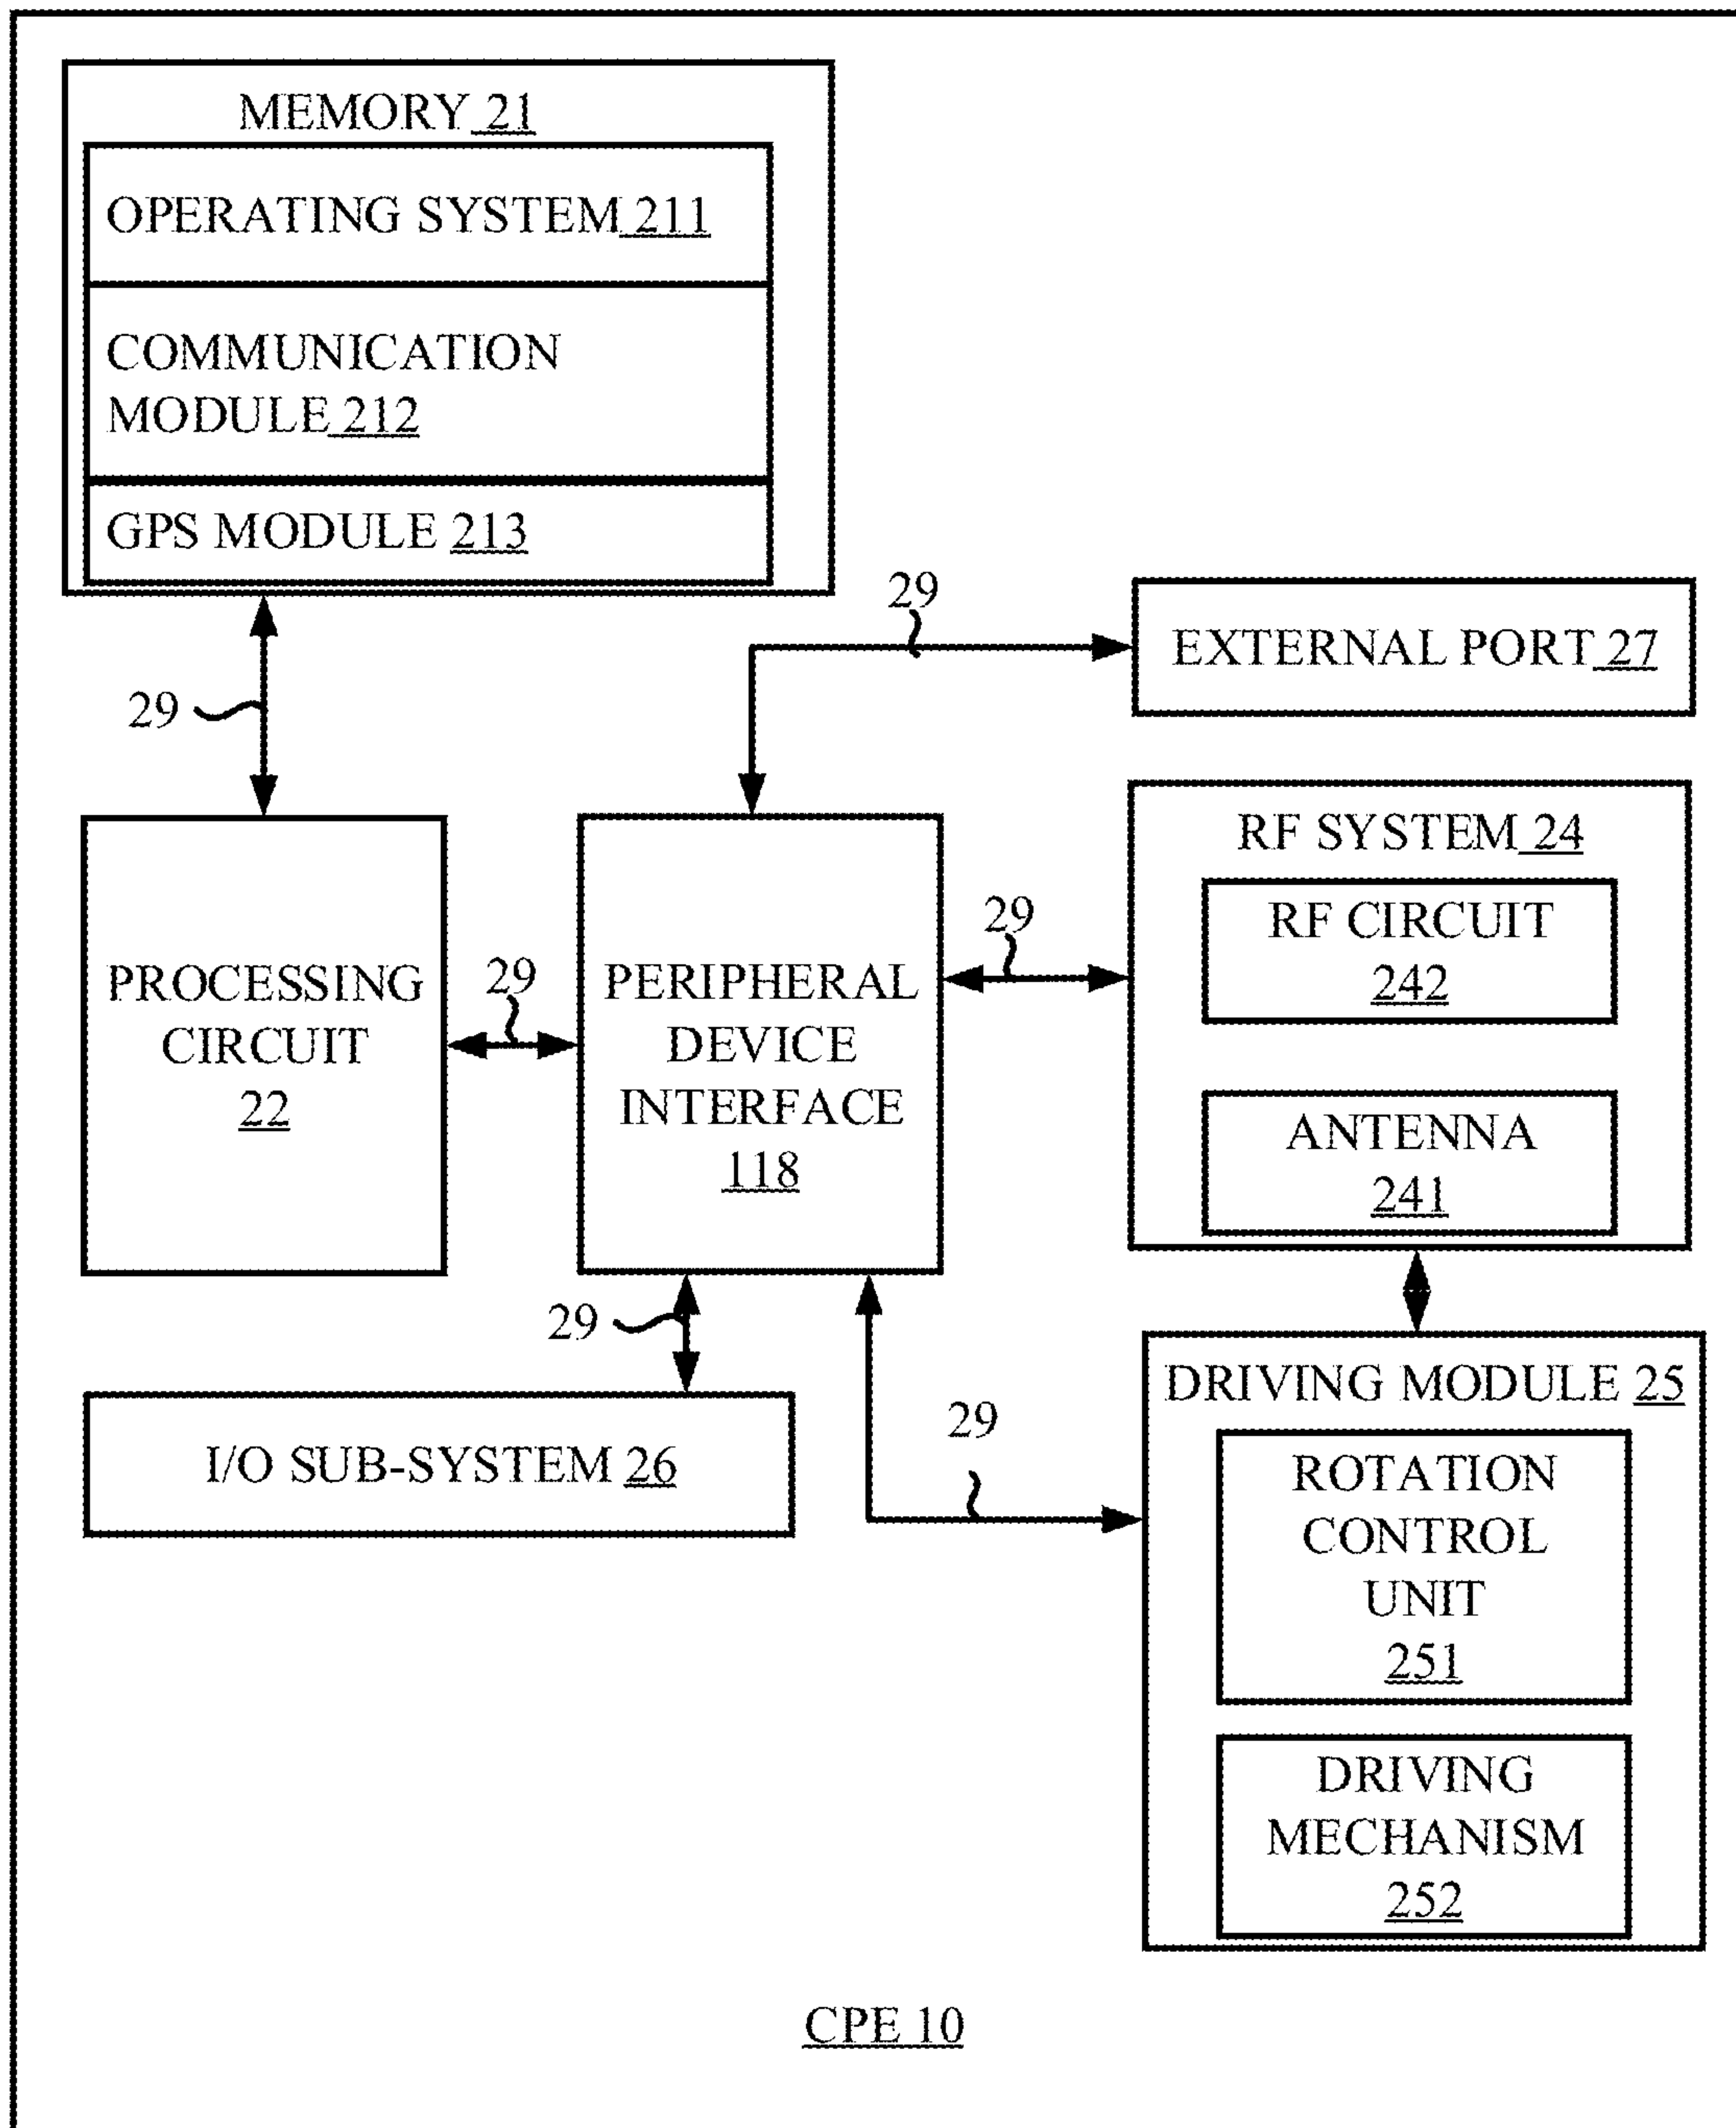 MEMORY 21
OPERATING SYSTEM 211
COMMUNICATION
MODULE 212
GPS MODULE 213
29
EXTERNAL PORT 27
29
PROCESSING
CIRCUIT
22
29
PERIPHERAL
DEVICE
INTERFACE
118
29
RF SYSTEM 24
RF CIRCUIT
242
ANTENNA
241
29
I/O SUB-SYSTEM 26
29
DRIVING MODULE 25
ROTATION
CONTROL
UNIT
251
DRIVING
MECHANISM
252
CPE 10